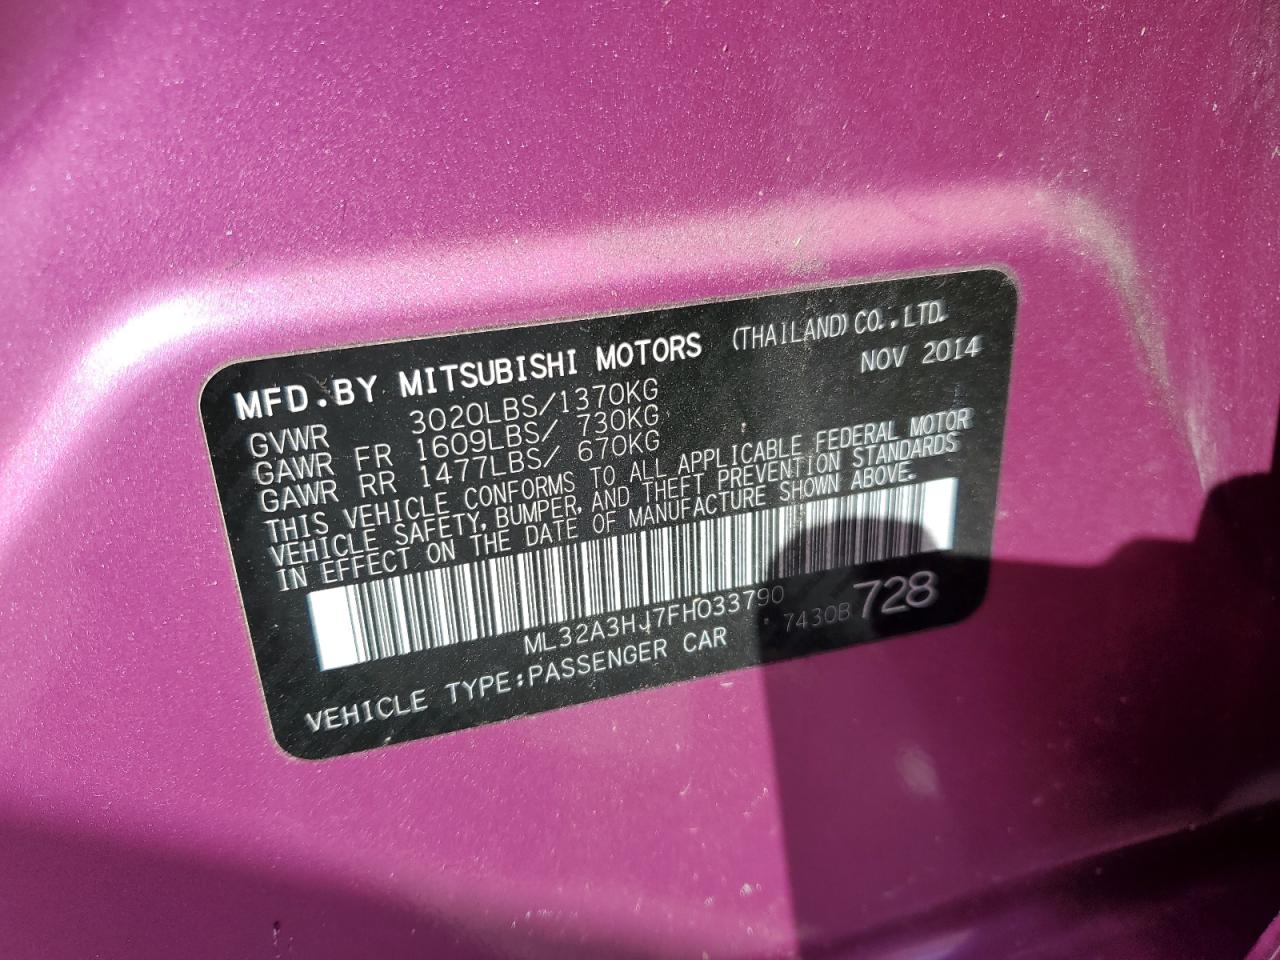 MFD.BY MITSUBISHI MOTORS (THAILAND) CO.,LTD.
NOV 2014
GVWR 3020LBS/1370KG
GAWR FR 1609LBS/ 730KG
GAWR RR 1477LBS/ 670KG
THIS VEHICLE CONFORMS TO ALL APPLICABLE FEDERAL MOTOR
VEHICLE SAFETY, BUMPER, AND THEFT PREVENTION STANDARDS
IN EFFECT ON THE DATE OF MANUFACTURE SHOWN ABOVE.
ML32A3HJ7FH033790
VEHICLE TYPE:PASSENGER CAR 7430B 728